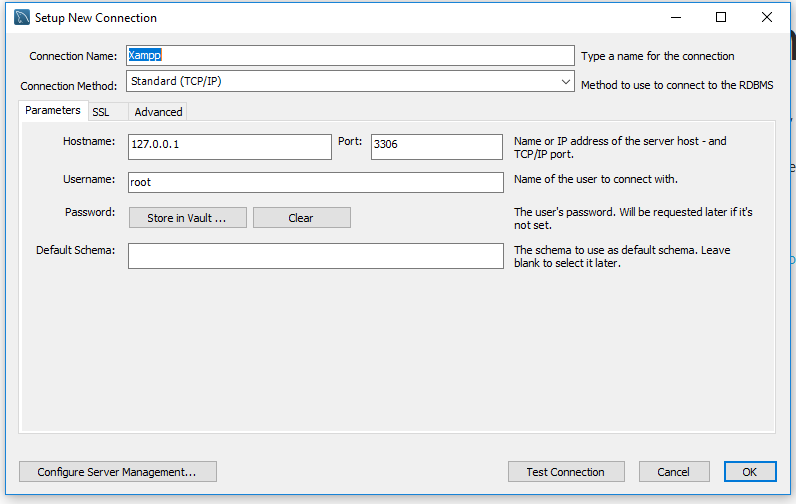 Setup New Connection
Connection Name: Xampp Type a name for the connection
Connection Method: Standard (TCP/IP) Method to use to connect to the RDBMS
Parameters SSL Advanced
Hostname: 127.0.0.1 Port: 3306 Name or IP address of the server host - and
TCP/IP port.
Username: root Name of the user to connect with.
Password: Store in Vault ... Clear The user's password. Will be requested later if it's
not set.
Default Schema: The schema to use as default schema. Leave
blank to select it later.
Configure Server Management... Test Connection Cancel OK